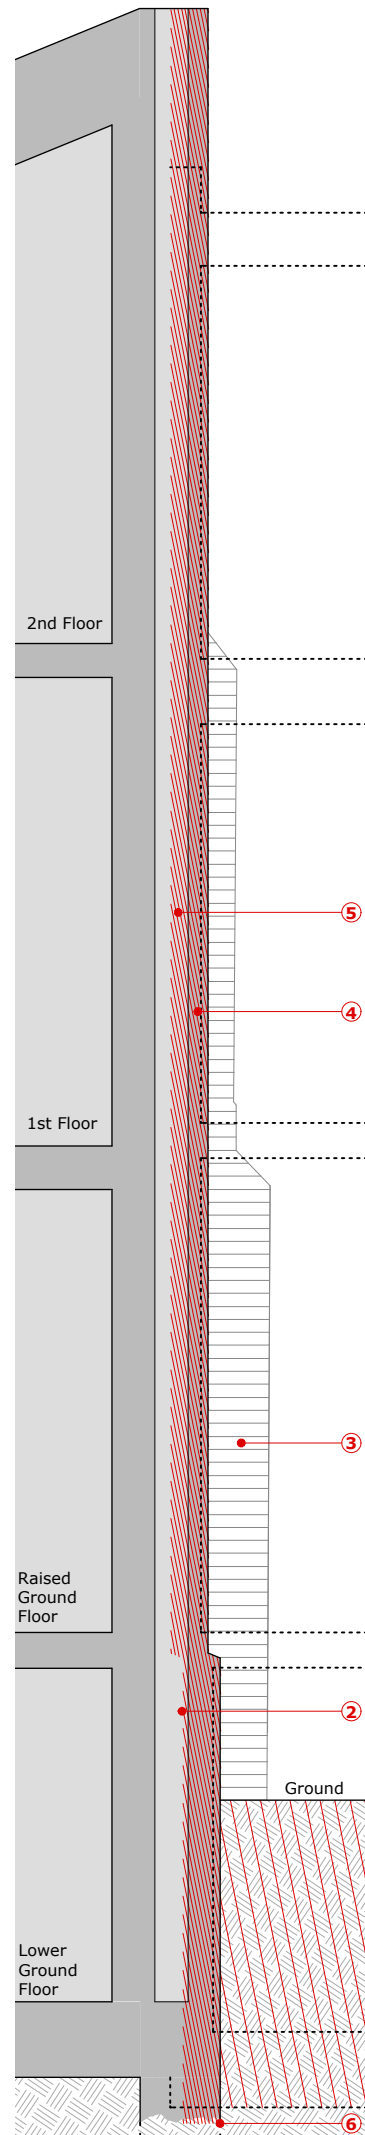 2nd Floor
5
4
1st Floor
3
Raised
Ground
Floor
2
Ground
Lower
Ground
Floor
6